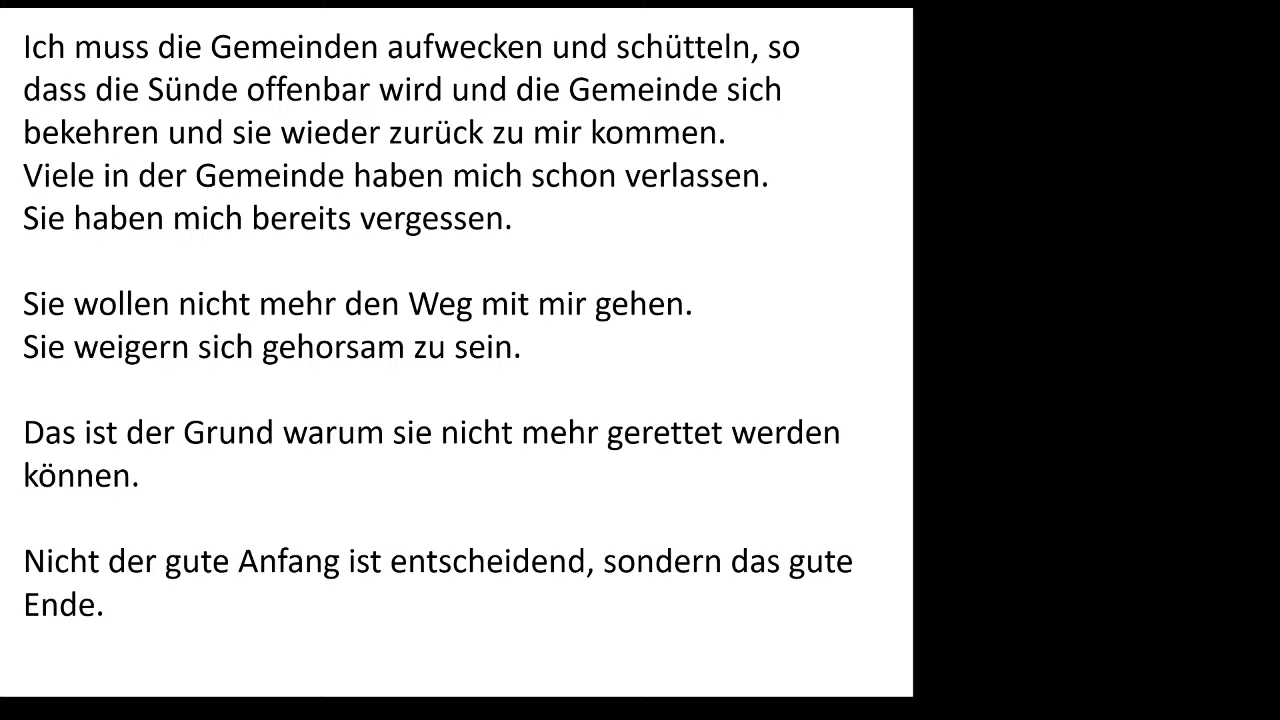 Ich muss die Gemeinden aufwecken und schütteln, so
dass die Sünde offenbar wird und die Gemeinde sich
bekehren und sie wieder zurück zu mir kommen.
Viele in der Gemeinde haben mich schon verlassen.
Sie haben mich bereits vergessen.
Sie wollen nicht mehr den Weg mit mir gehen.
Sie weigern sich gehorsam zu sein.
Das ist der Grund warum sie nicht mehr gerettet werden
können.
Nicht der gute Anfang ist entscheidend, sondern das gute
Ende.